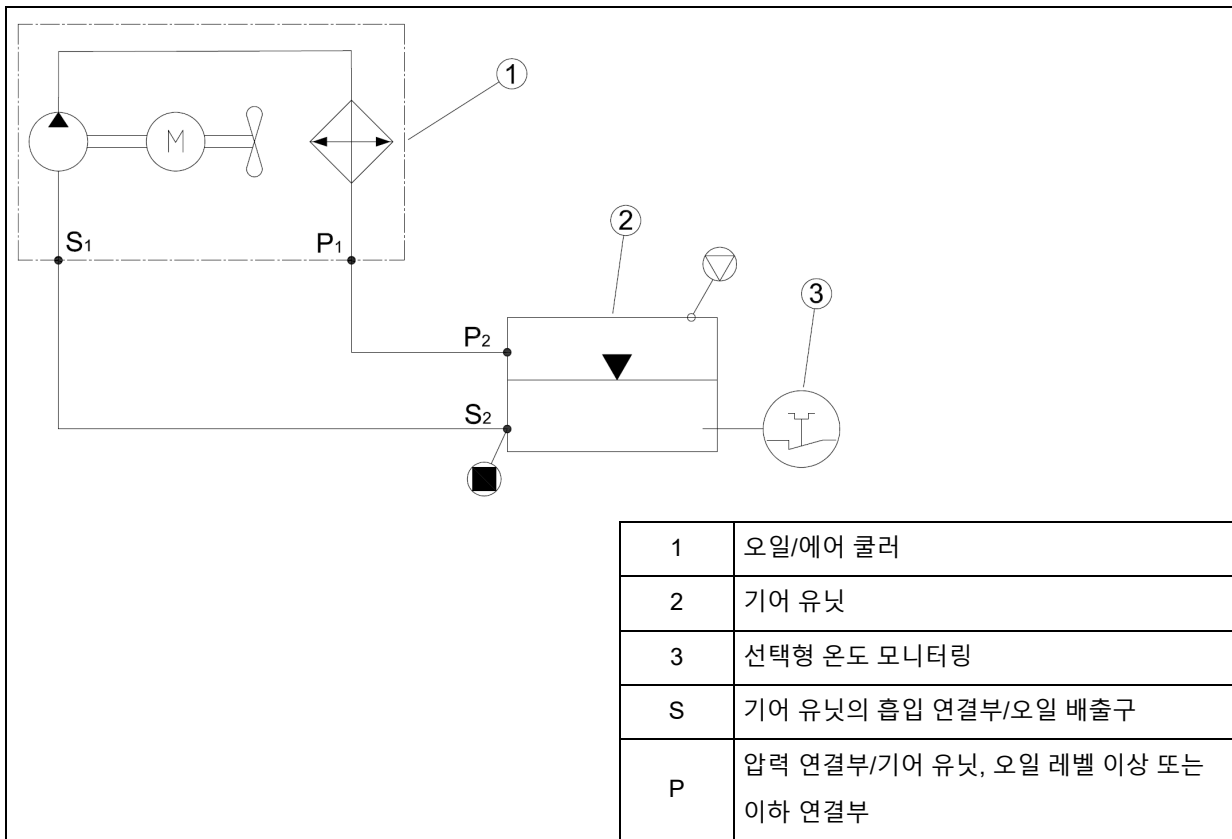 1
M
S1
P1
2
3
P2
S2
1 오일/에어 쿨러
2 기어 유닛
3 선택형 온도 모니터링
S 기어 유닛의 흡입 연결부/오일 배출구
P 압력 연결부/기어 유닛, 오일 레벨 이상 또는
이하 연결부